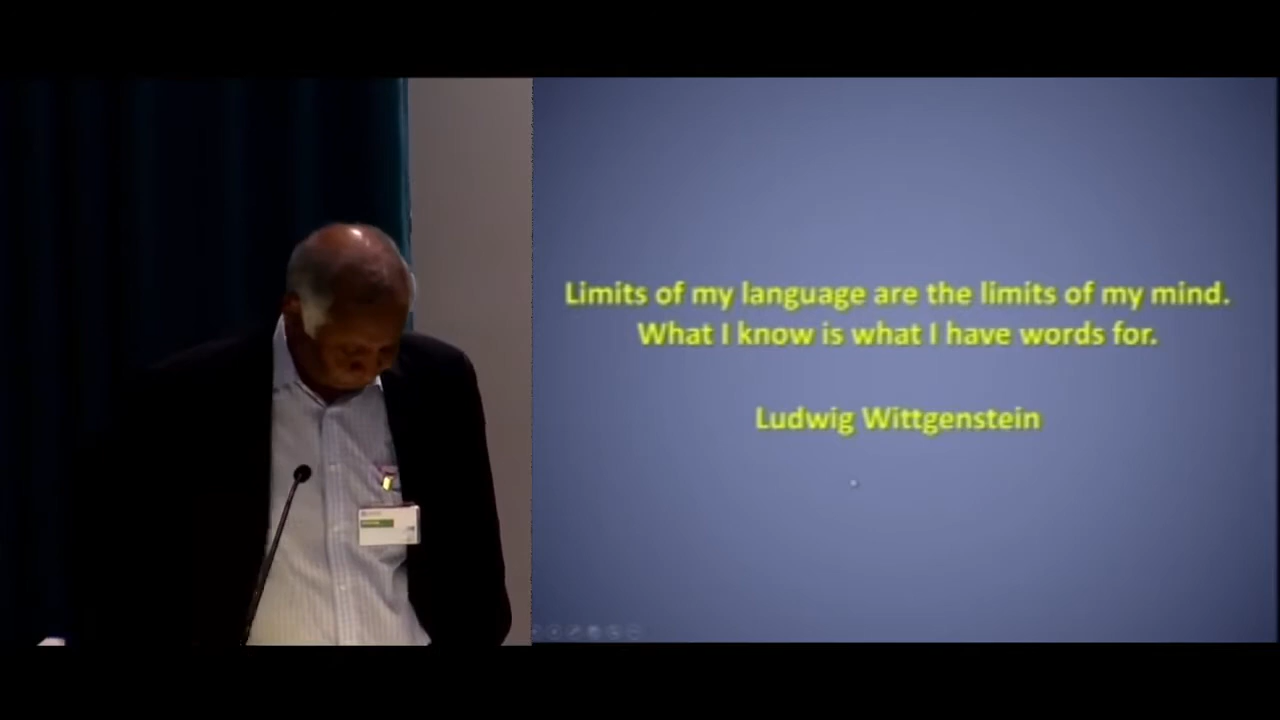 Limits of my language are the limits of my mind.
What I know is what I have words for.
Ludwig Wittgenstein